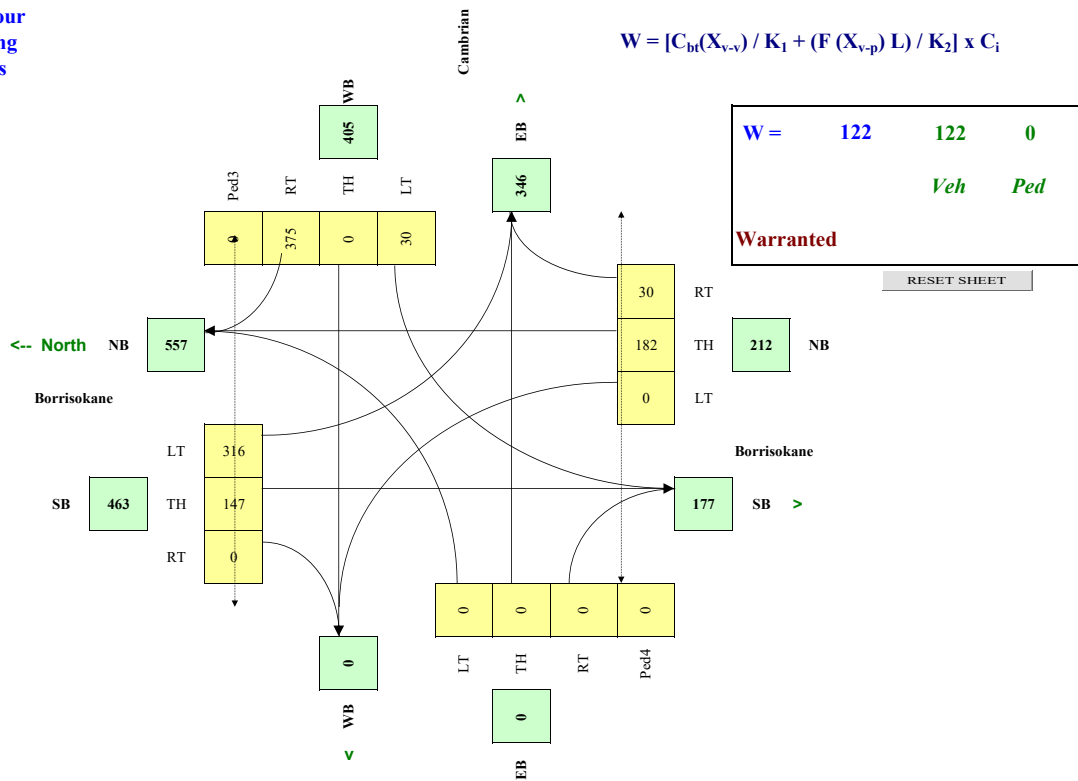 our
ng
s
Cambrian
W = [Cbt(Xv-v) / K1 + (F (Xv-p) L) / K2] x Ci
WB
405
^
EB
346
W = 122 122 0
Veh Ped
Warranted
RESET SHEET
Ped3 RT TH LT
0 375 0 30
30 RT
<-- North NB 557
182 TH 212 NB
Borrisokane
0 LT
LT 316
Borrisokane
SB 463 TH 147
177 SB >
RT 0
0 0 0 0
LT TH RT Ped4
0
WB
v
0
EB